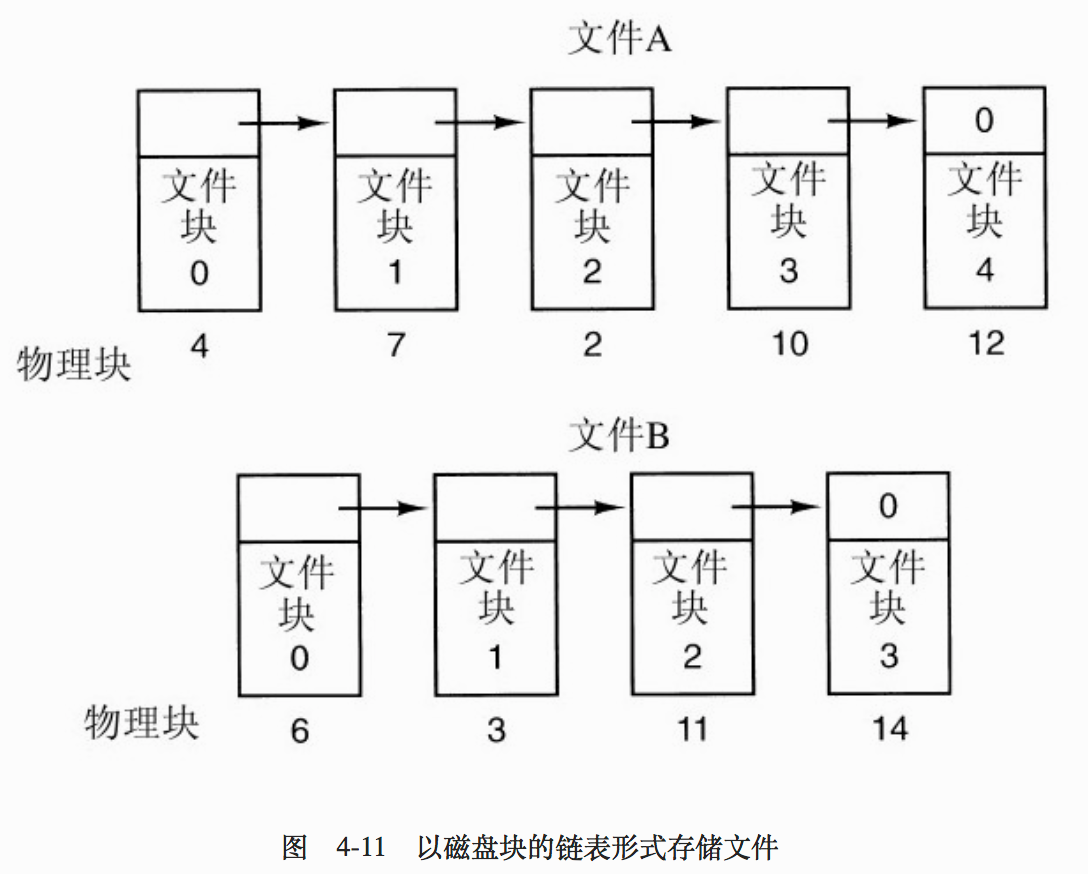 文件A
0
文件 文件 文件 文件 文件
块 块 块 块 块
0 1 2 3 4
物理块 4 7 2 10 12
文件B
0
文件 文件 文件 文件
块 块 块 块
0 1 2 3
物理块 6 3 11 14
图 4-11 以磁盘块的链表形式存储文件